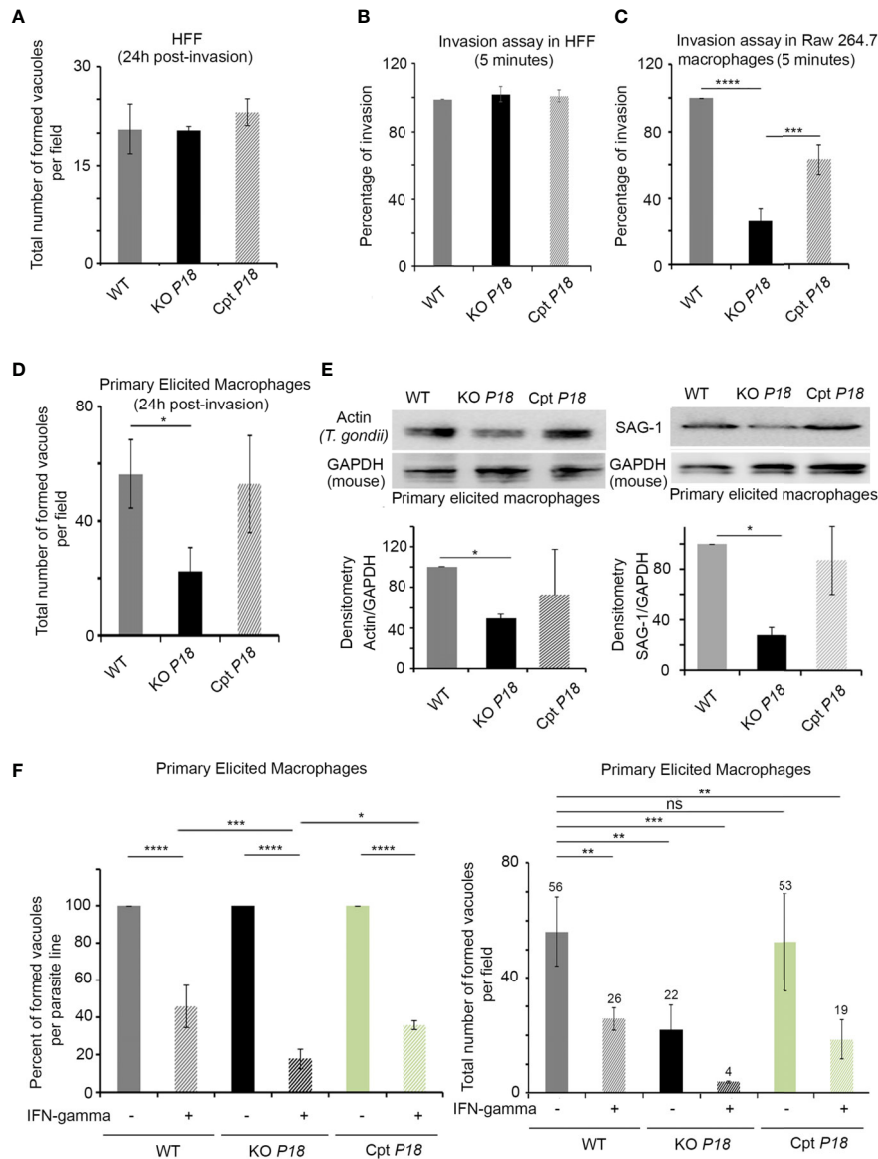 A
HFF
(24h post-invasion)
Total number of formed vacuoles
per field
30
20
10
0
WT
KO P18
Cpt P18
B
Invasion assay in HFF
(5 minutes)
Percentage of invasion
120
80
40
0
WT
KO P18
Cpt P18
C
Invasion assay in Raw 264.7
macrophages (5 minutes)
Percentage of invasion
120
80
40
0
****
***
WT
KO P18
Cpt P18
D
Primary Elicited Macrophages
(24h post-invasion)
Total number of formed vacuoles
per field
80
40
0
*
WT
KO P18
Cpt P18
E
WT KO P18 Cpt P18
Actin
(T. gondii)
GAPDH
(mouse)
Primary elicited macrophages
WT KO P18 Cpt P18
SAG-1
GAPDH
(mouse)
Primary elicited macrophages
Densitometry
Actin/GAPDH
120
80
40
0
*
WT
KO P18
Cpt P18
Densitometry
SAG-1/GAPDH
80
40
0
*
WT
KO P18
Cpt P18
F
Primary Elicited Macrophages
Percent of formed vacuoles
per parasite line
100
80
60
40
20
0
*** *
**** **** ****
IFN-gamma - + - + - +
WT KO P18 Cpt P18
Primary Elicited Macrophages
Total number of formed vacuoles
per field
80
40
0
**
ns
***
**
**
56
26
22
4
53
19
IFN-gamma - + - + - +
WT KO P18 Cpt P18